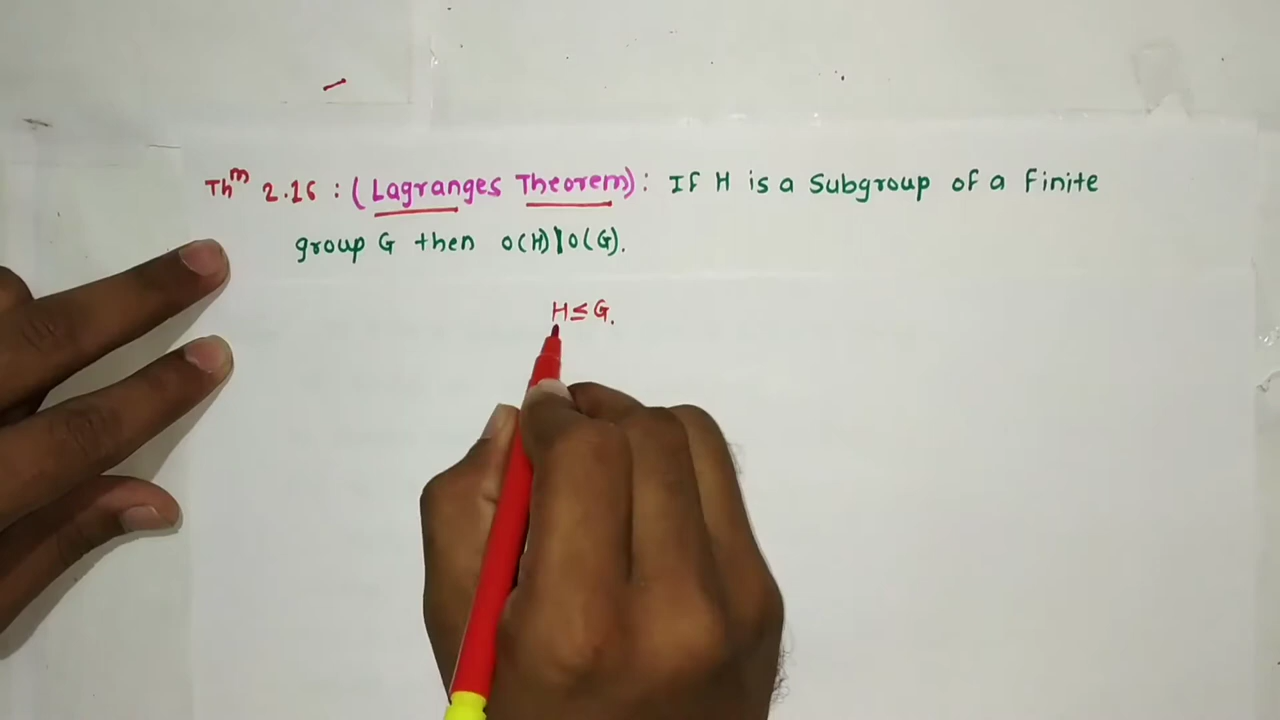 Thm 2.16 : (Lagranges Theorem) : If H is a Subgroup of a Finite
group G then o(H)|o(G).
H ≤ G.